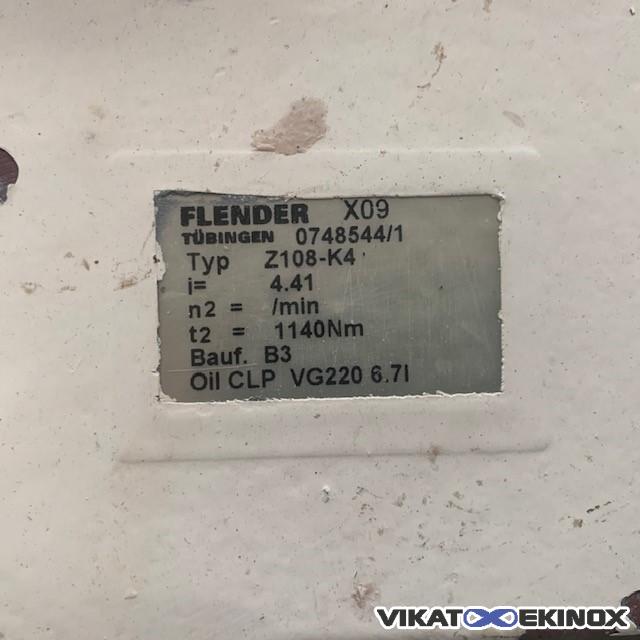 FLENDER X09
TÜBINGEN 0748544/1
Typ Z108-K4
i= 4.41
n2 = /min
t2 = 1140Nm
Bauf. B3
Oil CLP VG220 6.7l
VIKAT EKINOX